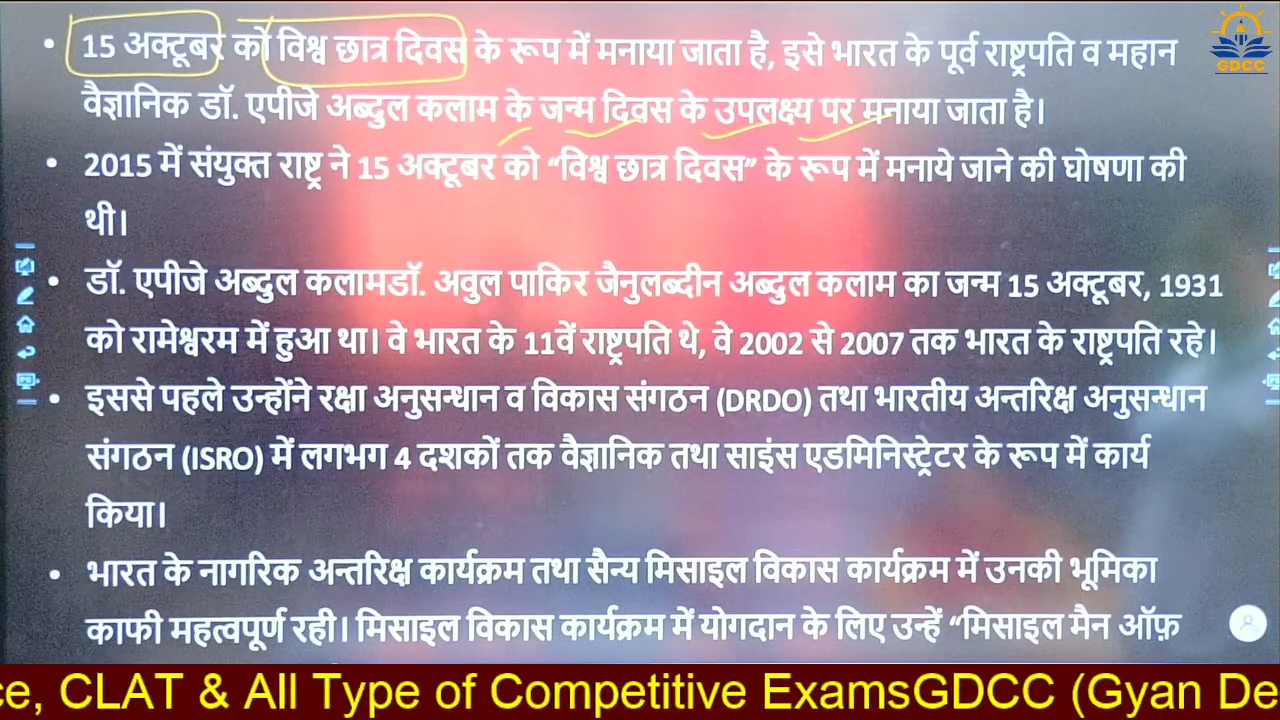 GDCC
• 15 अक्टूबर को विश्व छात्र दिवस के रूप में मनाया जाता है, इसे भारत के पूर्व राष्ट्रपति व महान
वैज्ञानिक डॉ. एपीजे अब्दुल कलाम के जन्म दिवस के उपलक्ष्य पर मनाया जाता है।
• 2015 में संयुक्त राष्ट्र ने 15 अक्टूबर को “विश्व छात्र दिवस” के रूप में मनाये जाने की घोषणा की
थी।
• डॉ. एपीजे अब्दुल कलामडॉ. अवुल पाकिर जैनुलब्दीन अब्दुल कलाम का जन्म 15 अक्टूबर, 1931
को रामेश्वरम में हुआ था। वे भारत के 11वें राष्ट्रपति थे, वे 2002 से 2007 तक भारत के राष्ट्रपति रहे।
• इससे पहले उन्होंने रक्षा अनुसन्धान व विकास संगठन (DRDO) तथा भारतीय अन्तरिक्ष अनुसन्धान
संगठन (ISRO) में लगभग 4 दशकों तक वैज्ञानिक तथा साइंस एडमिनिस्ट्रेटर के रूप में कार्य
किया।
• भारत के नागरिक अन्तरिक्ष कार्यक्रम तथा सैन्य मिसाइल विकास कार्यक्रम में उनकी भूमिका
काफी महत्वपूर्ण रही। मिसाइल विकास कार्यक्रम में योगदान के लिए उन्हें “मिसाइल मैन ऑफ़
ce, CLAT & All Type of Competitive ExamsGDCC (Gyan De